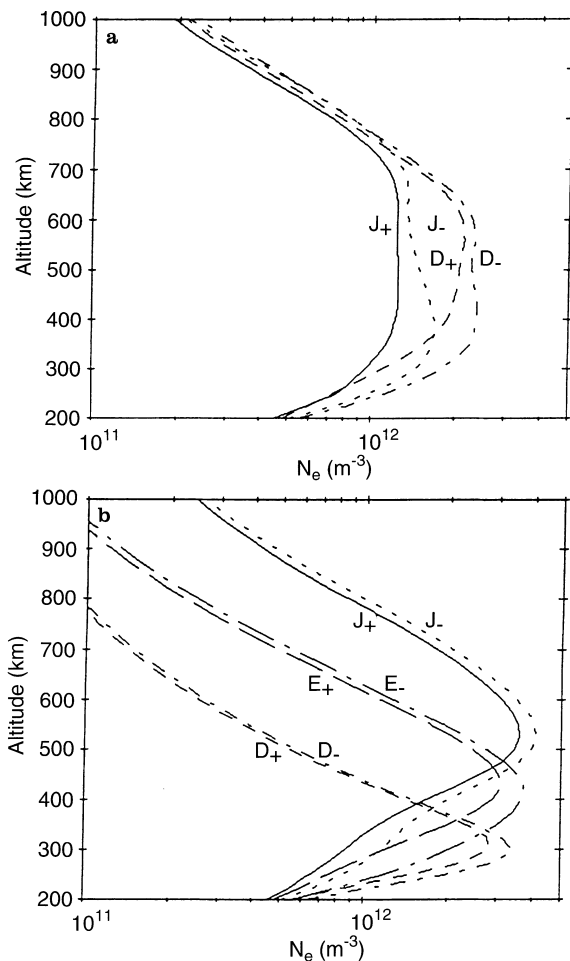 a
1000
900
800
700
600
500
400
300
200
Altitude (km)
J+
J-
D+
D-
10^11
10^12
Ne (m^-3)
b
1000
900
800
700
600
500
400
300
200
Altitude (km)
J+
J-
E+
E-
D+
D-
10^11
10^12
Ne (m^-3)